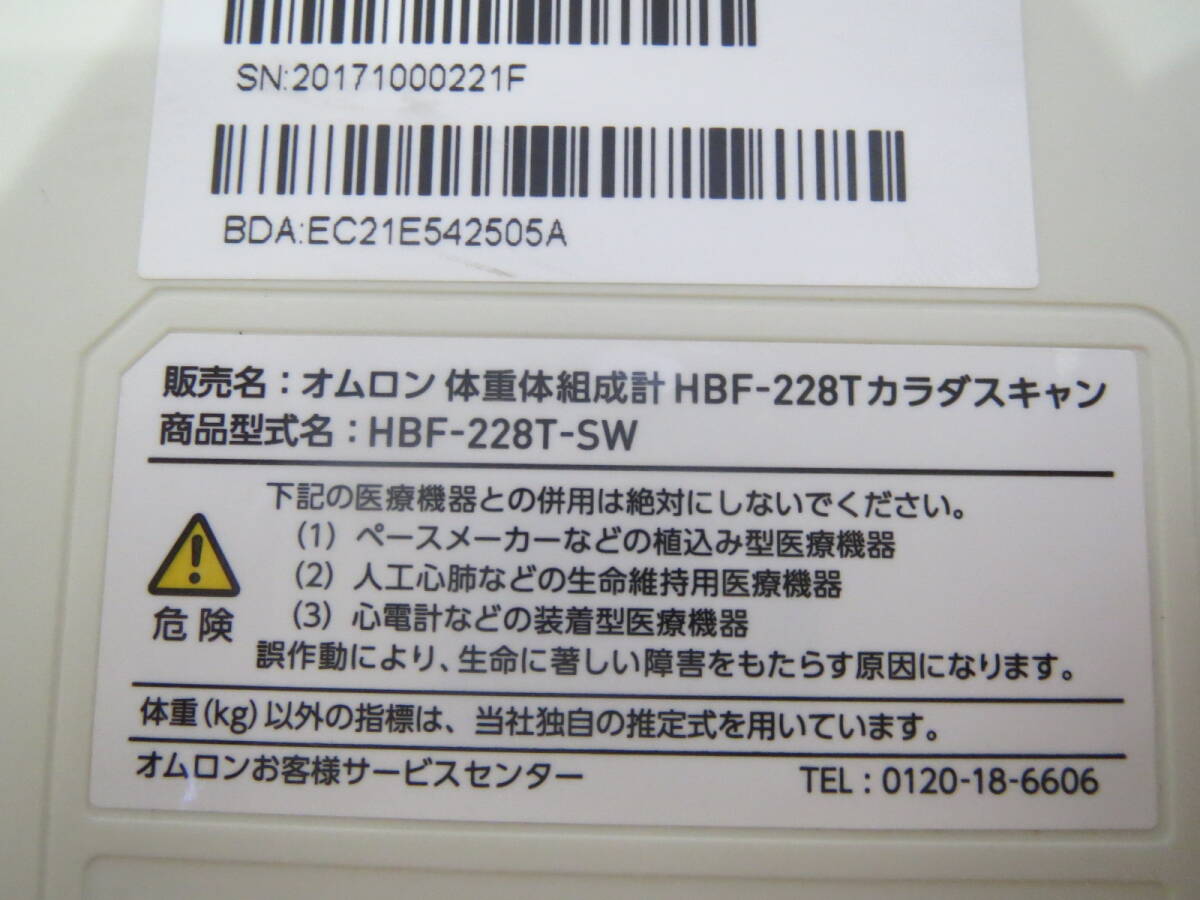 SN:20171000221F
BDA:EC21E542505A
販売名：オムロン 体重体組成計 HBF-228Tカラダスキャン
商品型式名：HBF-228T-SW
下記の医療機器との併用は絶対にしないでください。
(1) ペースメーカーなどの植込み型医療機器
(2) 人工心肺などの生命維持用医療機器
(3) 心電計などの装着型医療機器
危険
誤作動により、生命に著しい障害をもたらす原因になります。
体重(kg)以外の指標は、当社独自の推定式を用いています。
オムロンお客様サービスセンター TEL：0120-18-6606